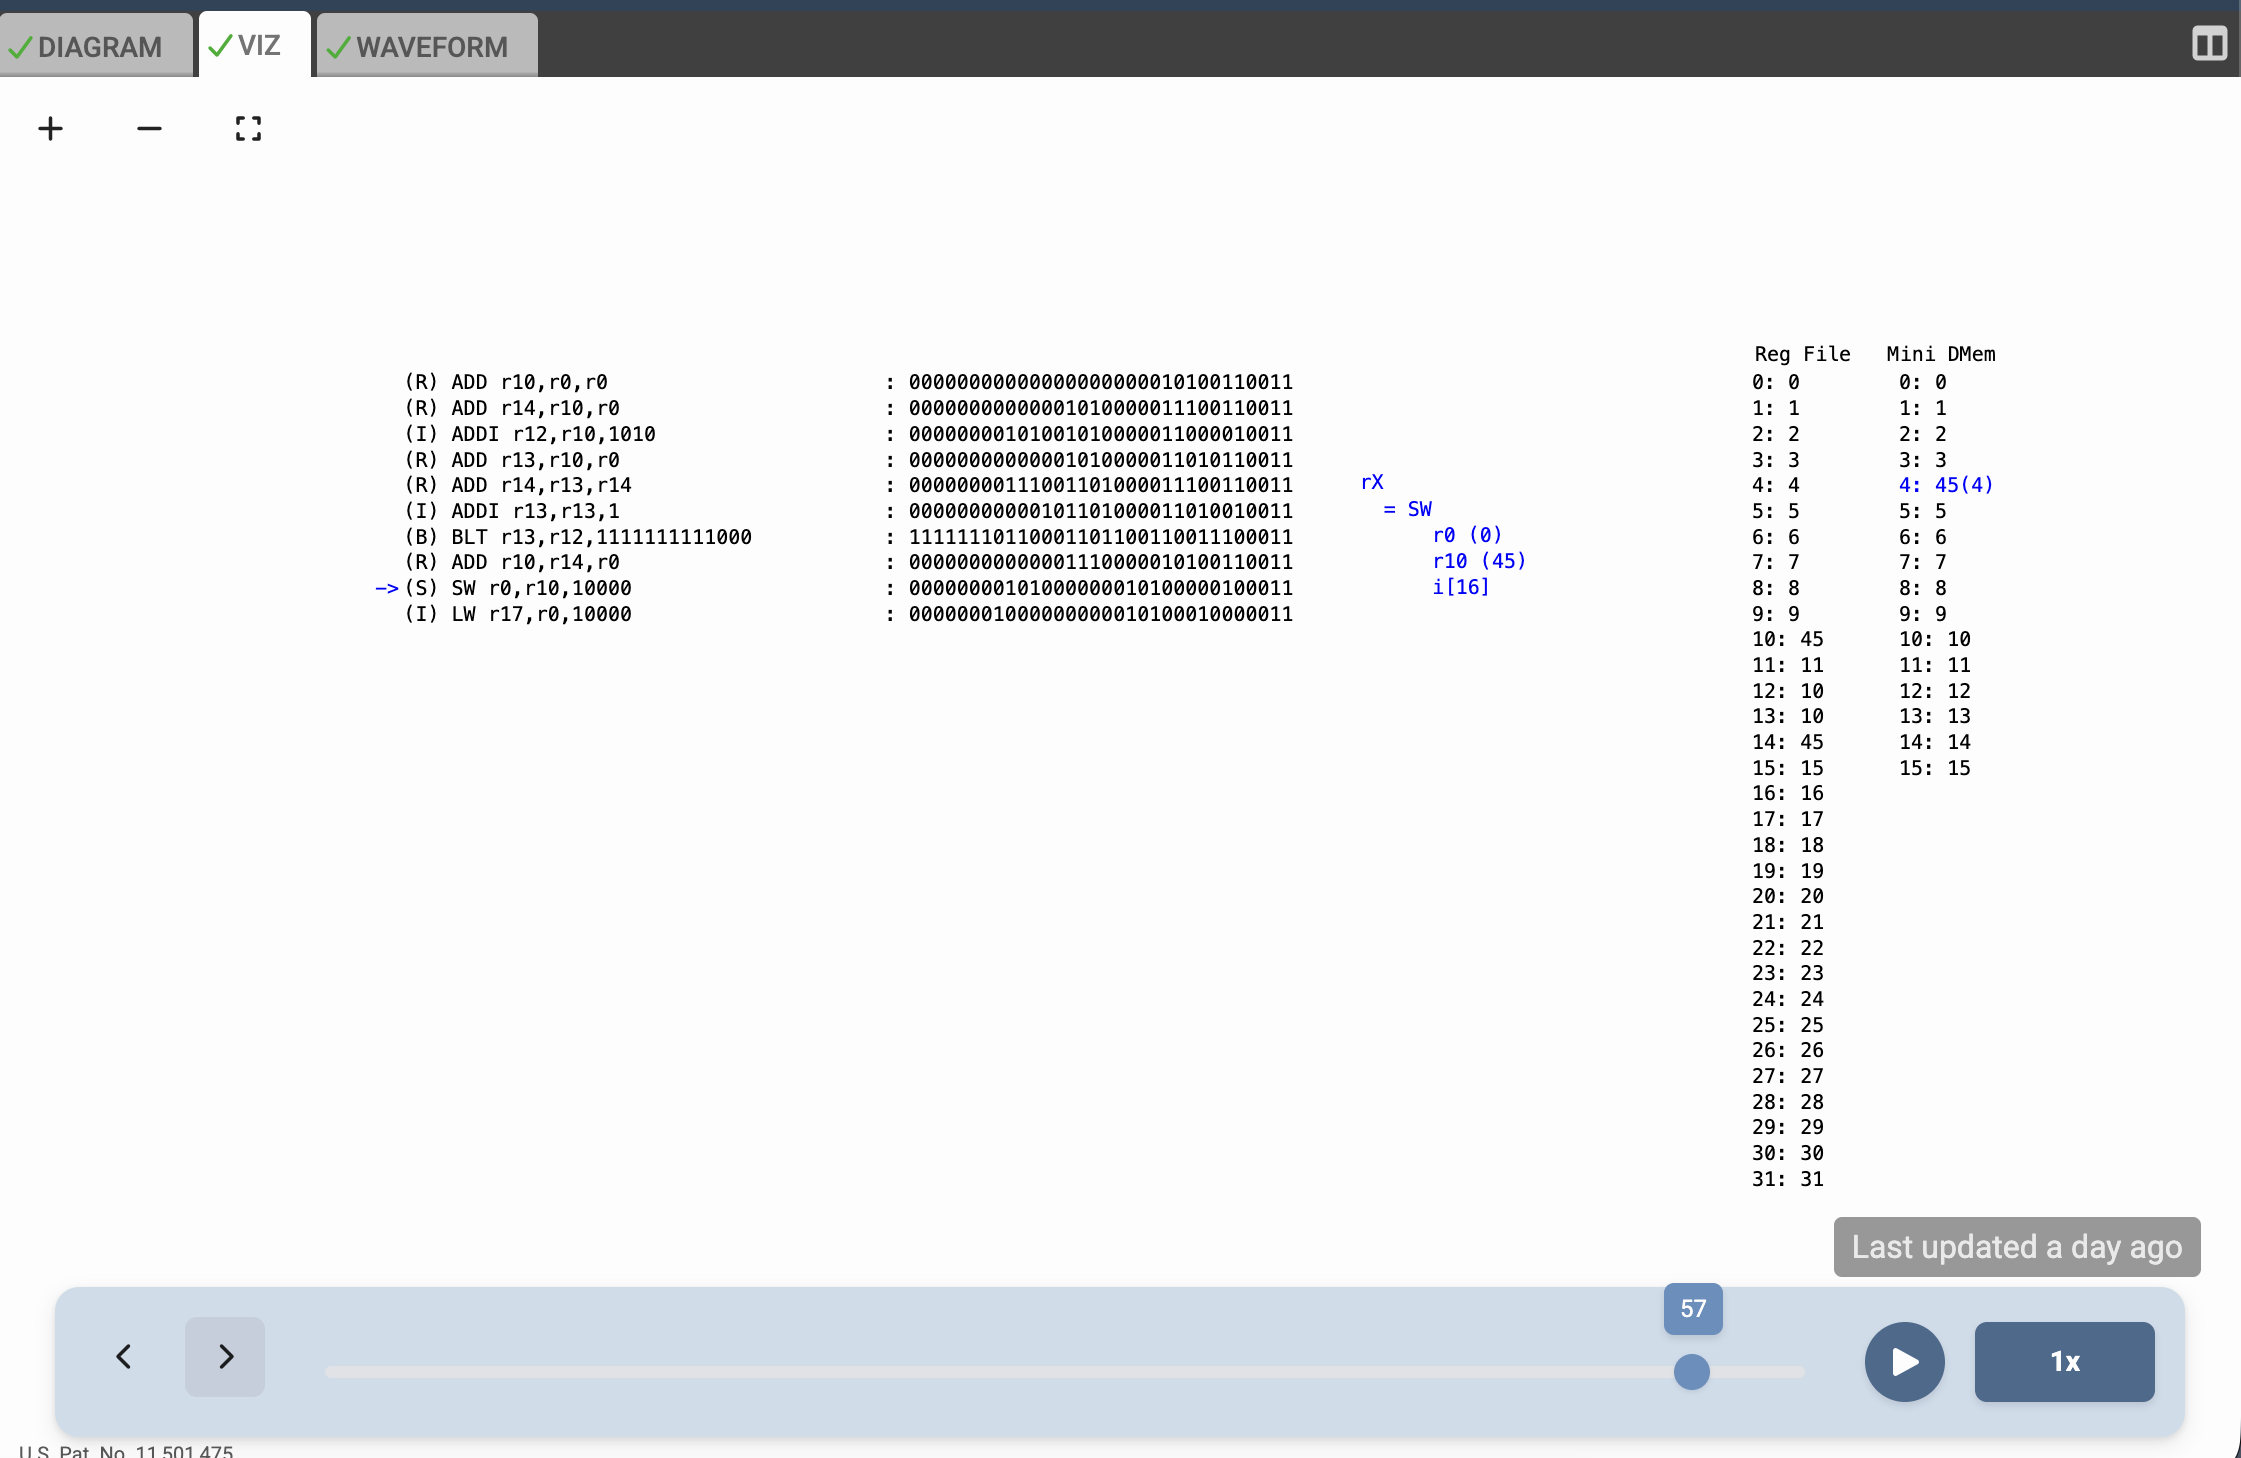 DIAGRAM
VIZ
WAVEFORM
(R) ADD r10,r0,r0 : 00000000000000000000010100110011
(R) ADD r14,r10,r0 : 00000000000001010000011100110011
(I) ADDI r12,r10,1010 : 00000000101001010000011000010011
(R) ADD r13,r10,r0 : 00000000000001010000011010110011
(R) ADD r14,r13,r14 : 00000000111001101000011100110011
(I) ADDI r13,r13,1 : 00000000000101101000011010010011
(B) BLT r13,r12,1111111111000 : 11111110110001101100110011100011
(R) ADD r10,r14,r0 : 00000000000001110000010100110011
–>(S) SW r0,r10,10000 : 00000000101000000010100000100011
(I) LW r17,r0,10000 : 00000001000000000010100010000011
rX
= SW
r0 (0)
r10 (45)
i[16]
Reg File Mini DMem
0: 0 0: 0
1: 1 1: 1
2: 2 2: 2
3: 3 3: 3
4: 4 4: 45(4)
5: 5 5: 5
6: 6 6: 6
7: 7 7: 7
8: 8 8: 8
9: 9 9: 9
10: 45 10: 10
11: 11 11: 11
12: 10 12: 12
13: 10 13: 13
14: 45 14: 14
15: 15 15: 15
16: 16
17: 17
18: 18
19: 19
20: 20
21: 21
22: 22
23: 23
24: 24
25: 25
26: 26
27: 27
28: 28
29: 29
30: 30
31: 31
Last updated a day ago
57
1x
U.S. Pat. No. 11,501,475